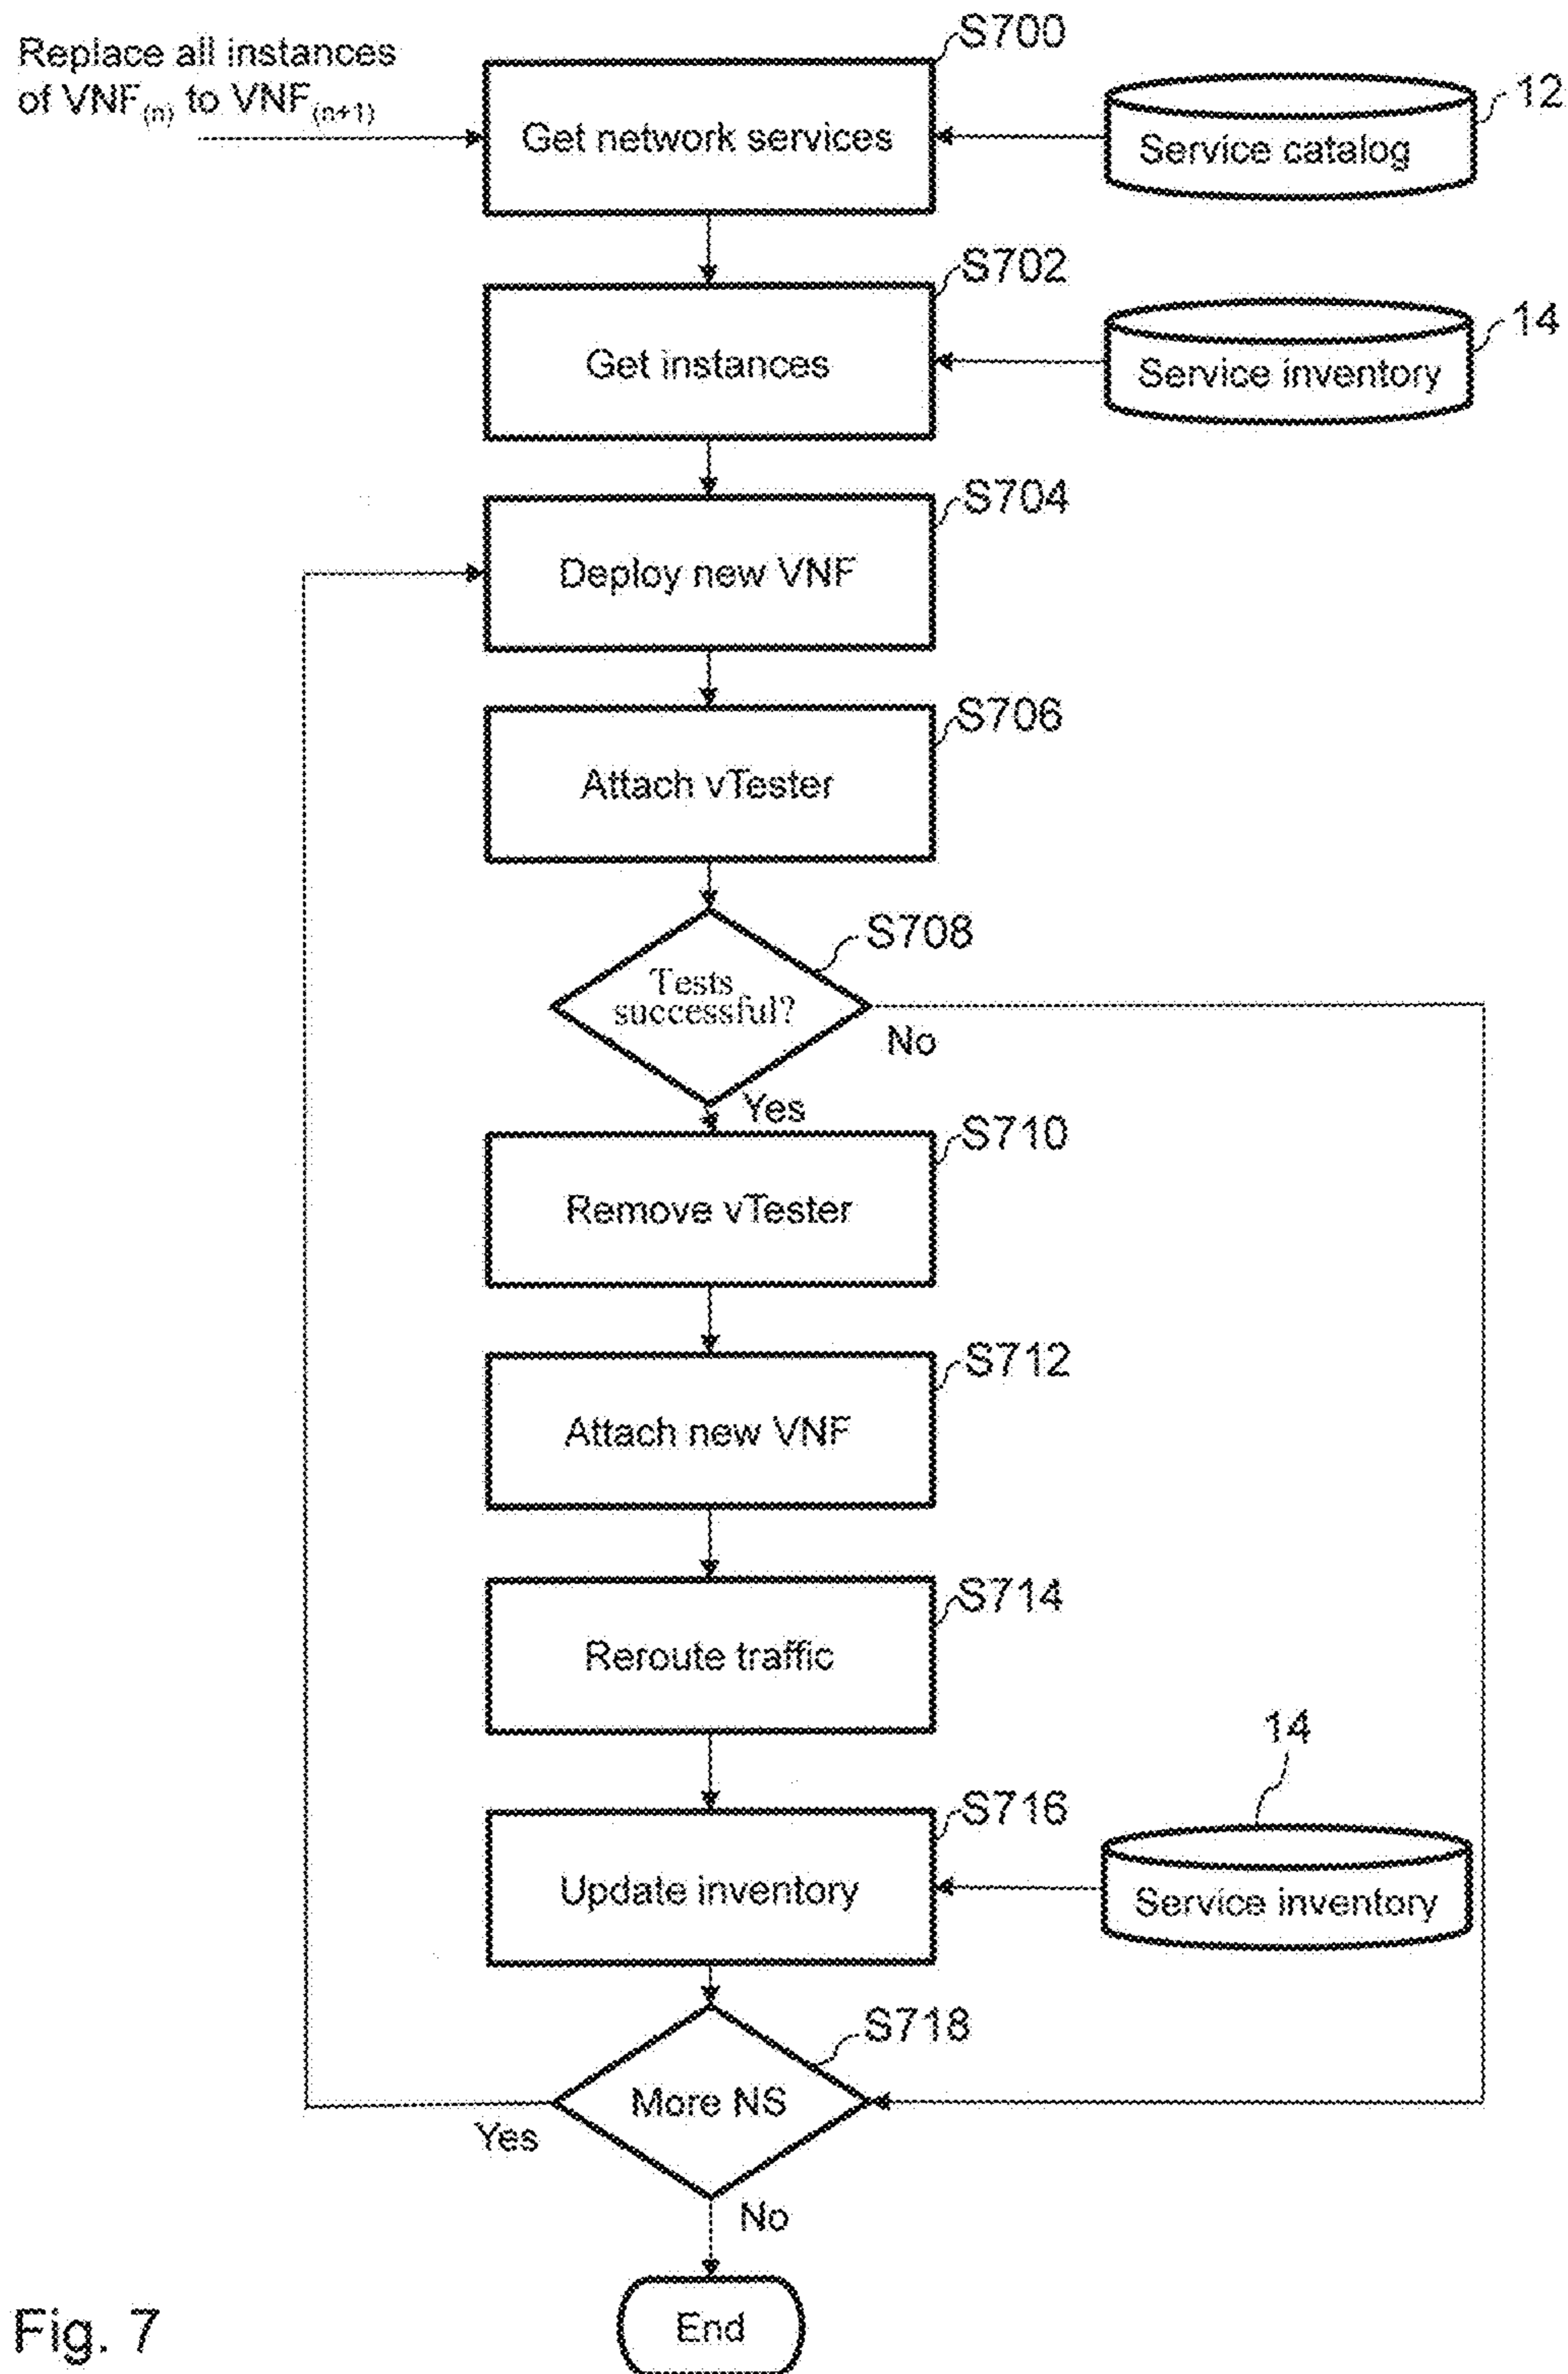 Replace all instances
of VNF(n) to VNF(n+1)
S700
Get network services
12
Service catalog
S702
Get instances
14
Service inventory
S704
Deploy new VNF
S706
Attach vTester
S708
Tests
successful?
No
Yes
S710
Remove vTester
S712
Attach new VNF
S714
Reroute traffic
14
S716
Update inventory
Service inventory
S718
More NS
Yes
No
End
Fig. 7